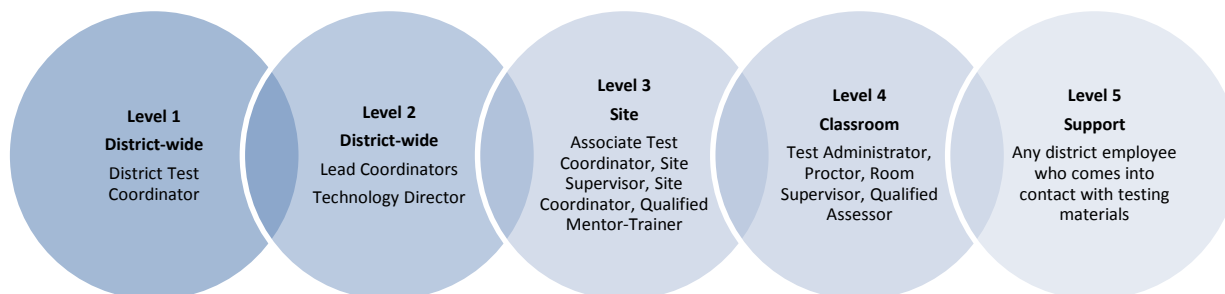 Level 1
District-wide
District Test
Coordinator
Level 2
District-wide
Lead Coordinators
Technology Director
Level 3
Site
Associate Test
Coordinator, Site
Supervisor, Site
Coordinator, Qualified
Mentor-Trainer
Level 4
Classroom
Test Administrator,
Proctor, Room
Supervisor, Qualified
Assessor
Level 5
Support
Any district employee
who comes into
contact with testing
materials